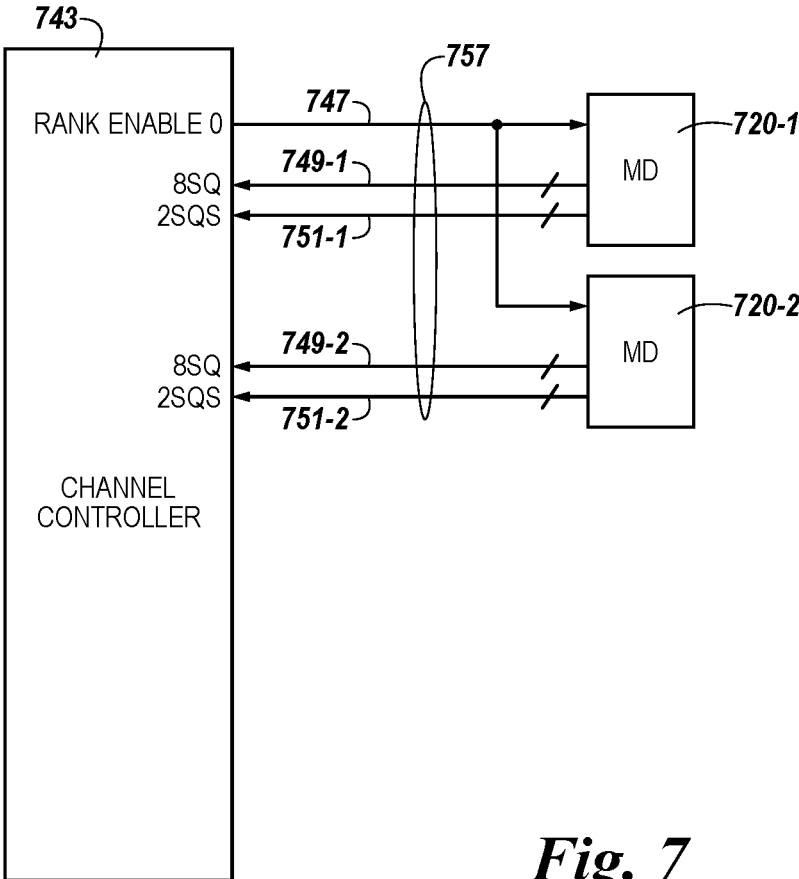 743
757
RANK ENABLE 0
747
720-1
MD
749-1
8SQ
2SQS
751-1
720-2
MD
749-2
8SQ
2SQS
751-2
CHANNEL
CONTROLLER
Fig. 7